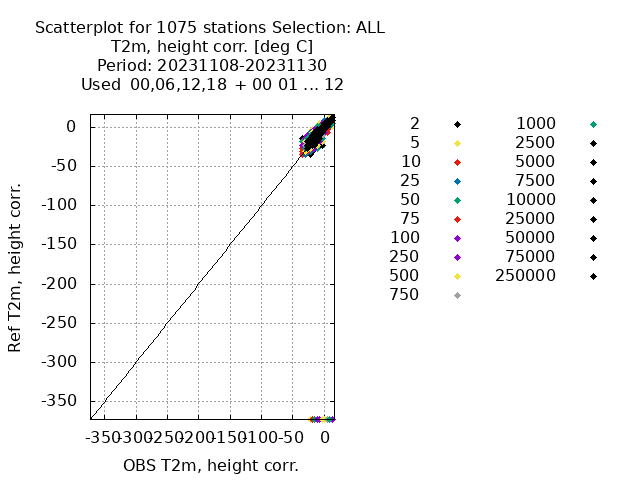 Scatterplot for 1075 stations Selection: ALL
T2m, height corr. [deg C]
Period: 20231108-20231130
Used 00,06,12,18 + 00 01 ... 12
0
-50
-100
-150
-200
-250
-300
-350
Ref T2m, height corr.
-350 -300 -250 -200 -150 -100 -50 0
OBS T2m, height corr.
2 1000
5 2500
10 5000
25 7500
50 10000
75 25000
100 50000
250 75000
500 250000
750